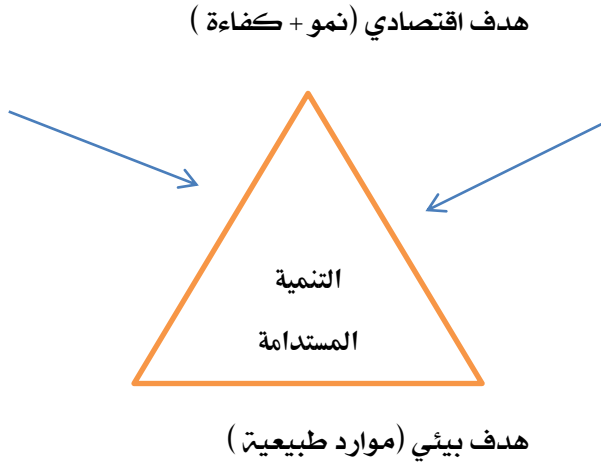 هدف اقتصادي (نمو + كفاءة )
التنمية
المستدامة
هدف بيئي (موارد طبيعية )